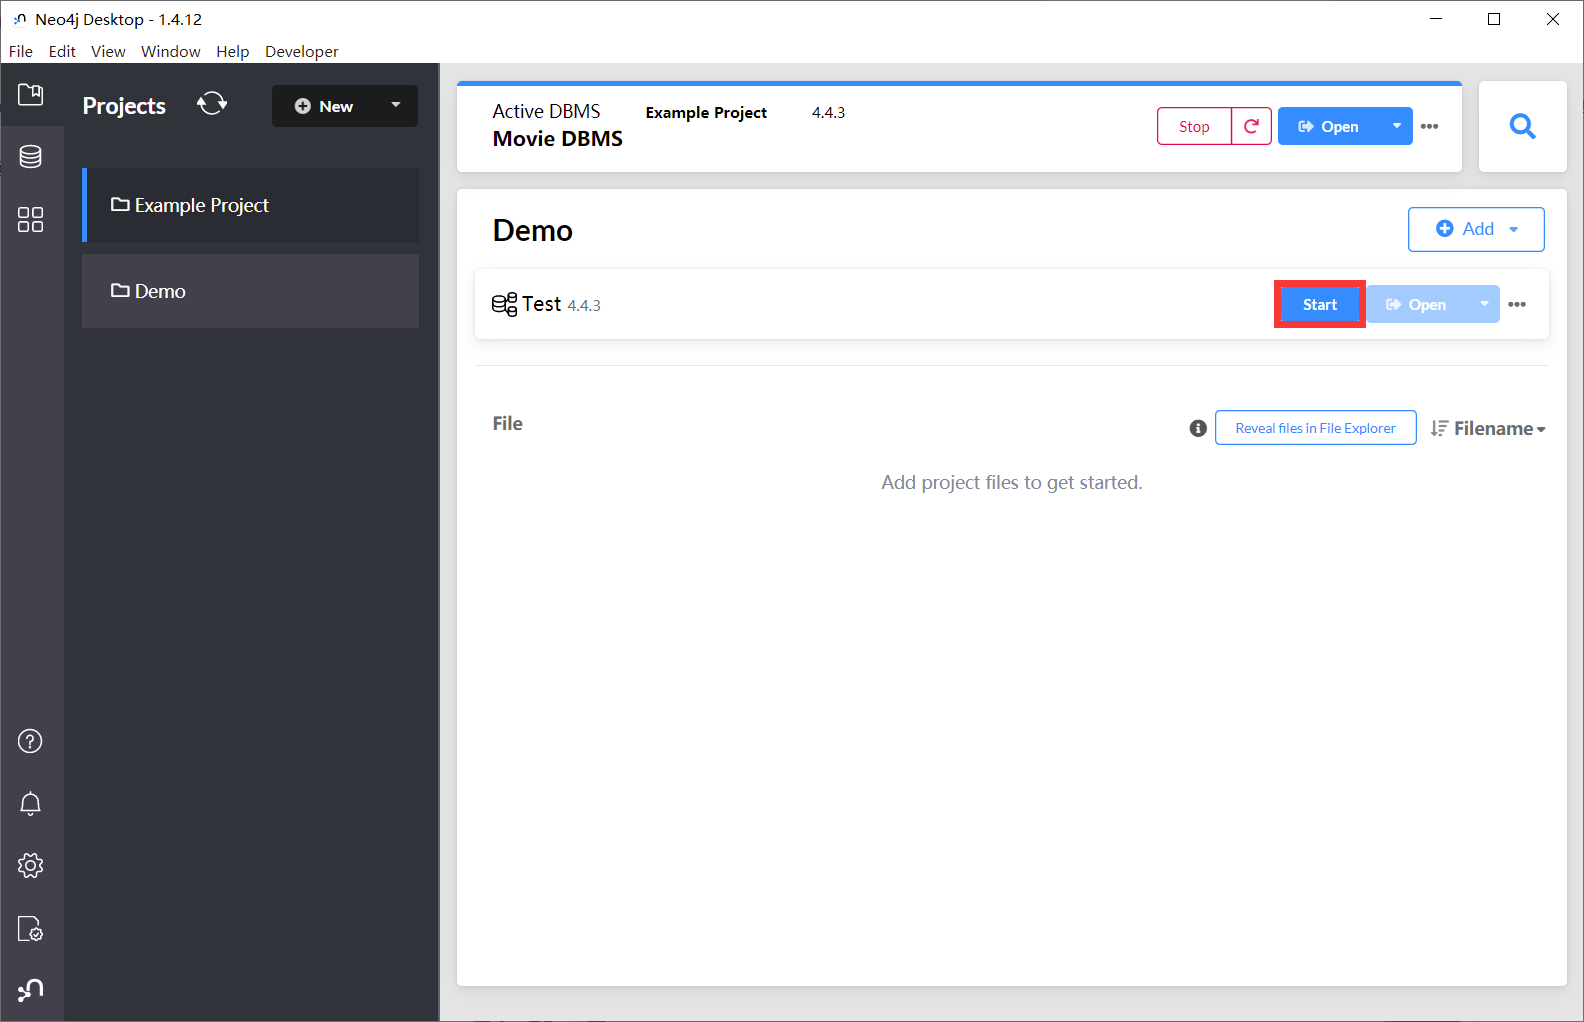 Neo4j Desktop - 1.4.12
File Edit View Window Help Developer
Projects
New
Example Project
Demo
Active DBMS
Movie DBMS
Example Project
4.4.3
Stop
Open
Demo
Add
Test 4.4.3
Start
Open
File
Reveal files in File Explorer
Filename
Add project files to get started.